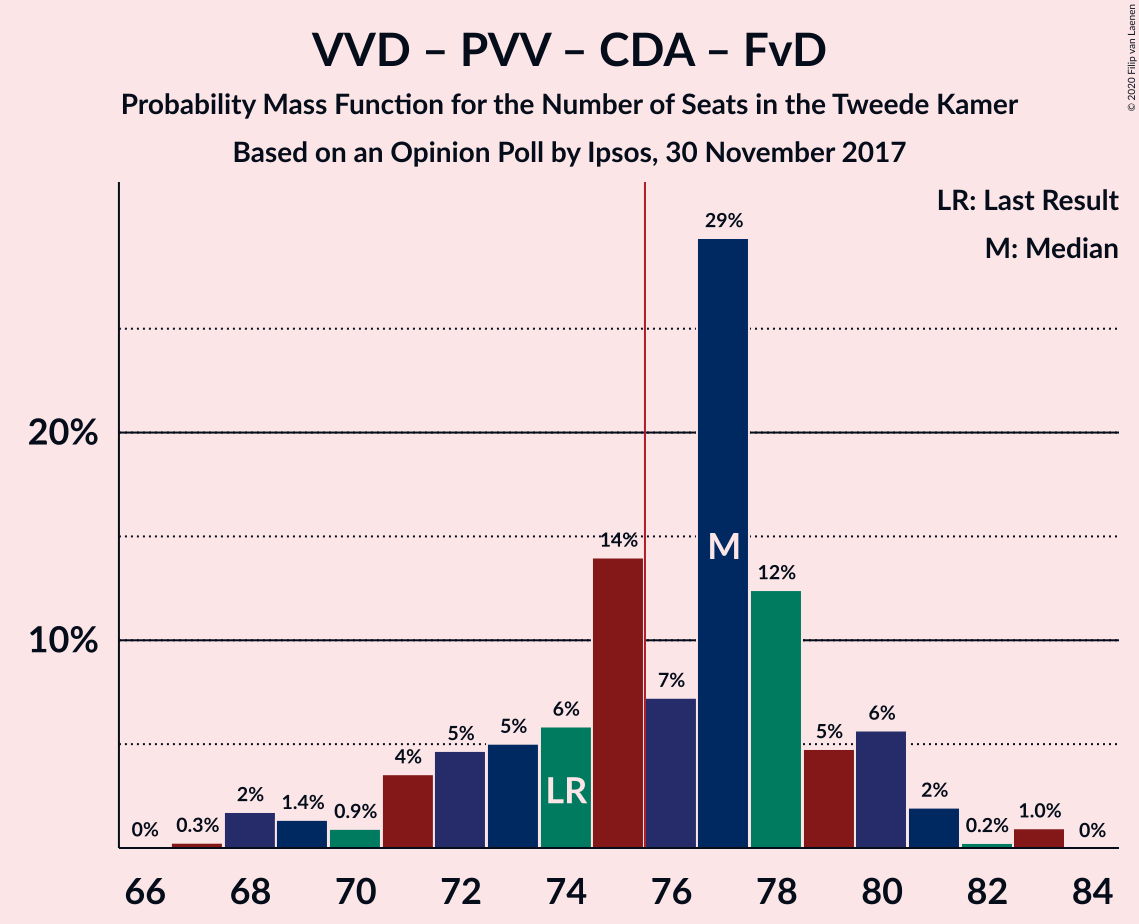 VVD – PVV – CDA – FvD
Probability Mass Function for the Number of Seats in the Tweede Kamer
Based on an Opinion Poll by Ipsos, 30 November 2017
© 2020 Filip van Laenen
LR: Last Result
M: Median
20%
10%
0%
0.3%
2%
1.4%
0.9%
4%
5%
5%
6%
14%
7%
29%
12%
5%
6%
2%
0.2%
1.0%
0%
LR
M
66 68 70 72 74 76 78 80 82 84